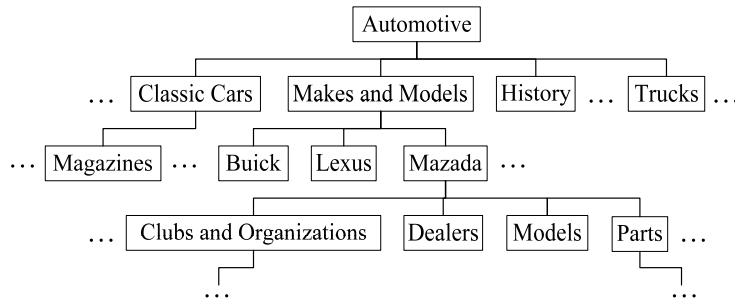 Automotive
... Classic Cars Makes and Models History ... Trucks ...
... Magazines ... Buick Lexus Mazada ...
... Clubs and Organizations Dealers Models Parts ...
... ...